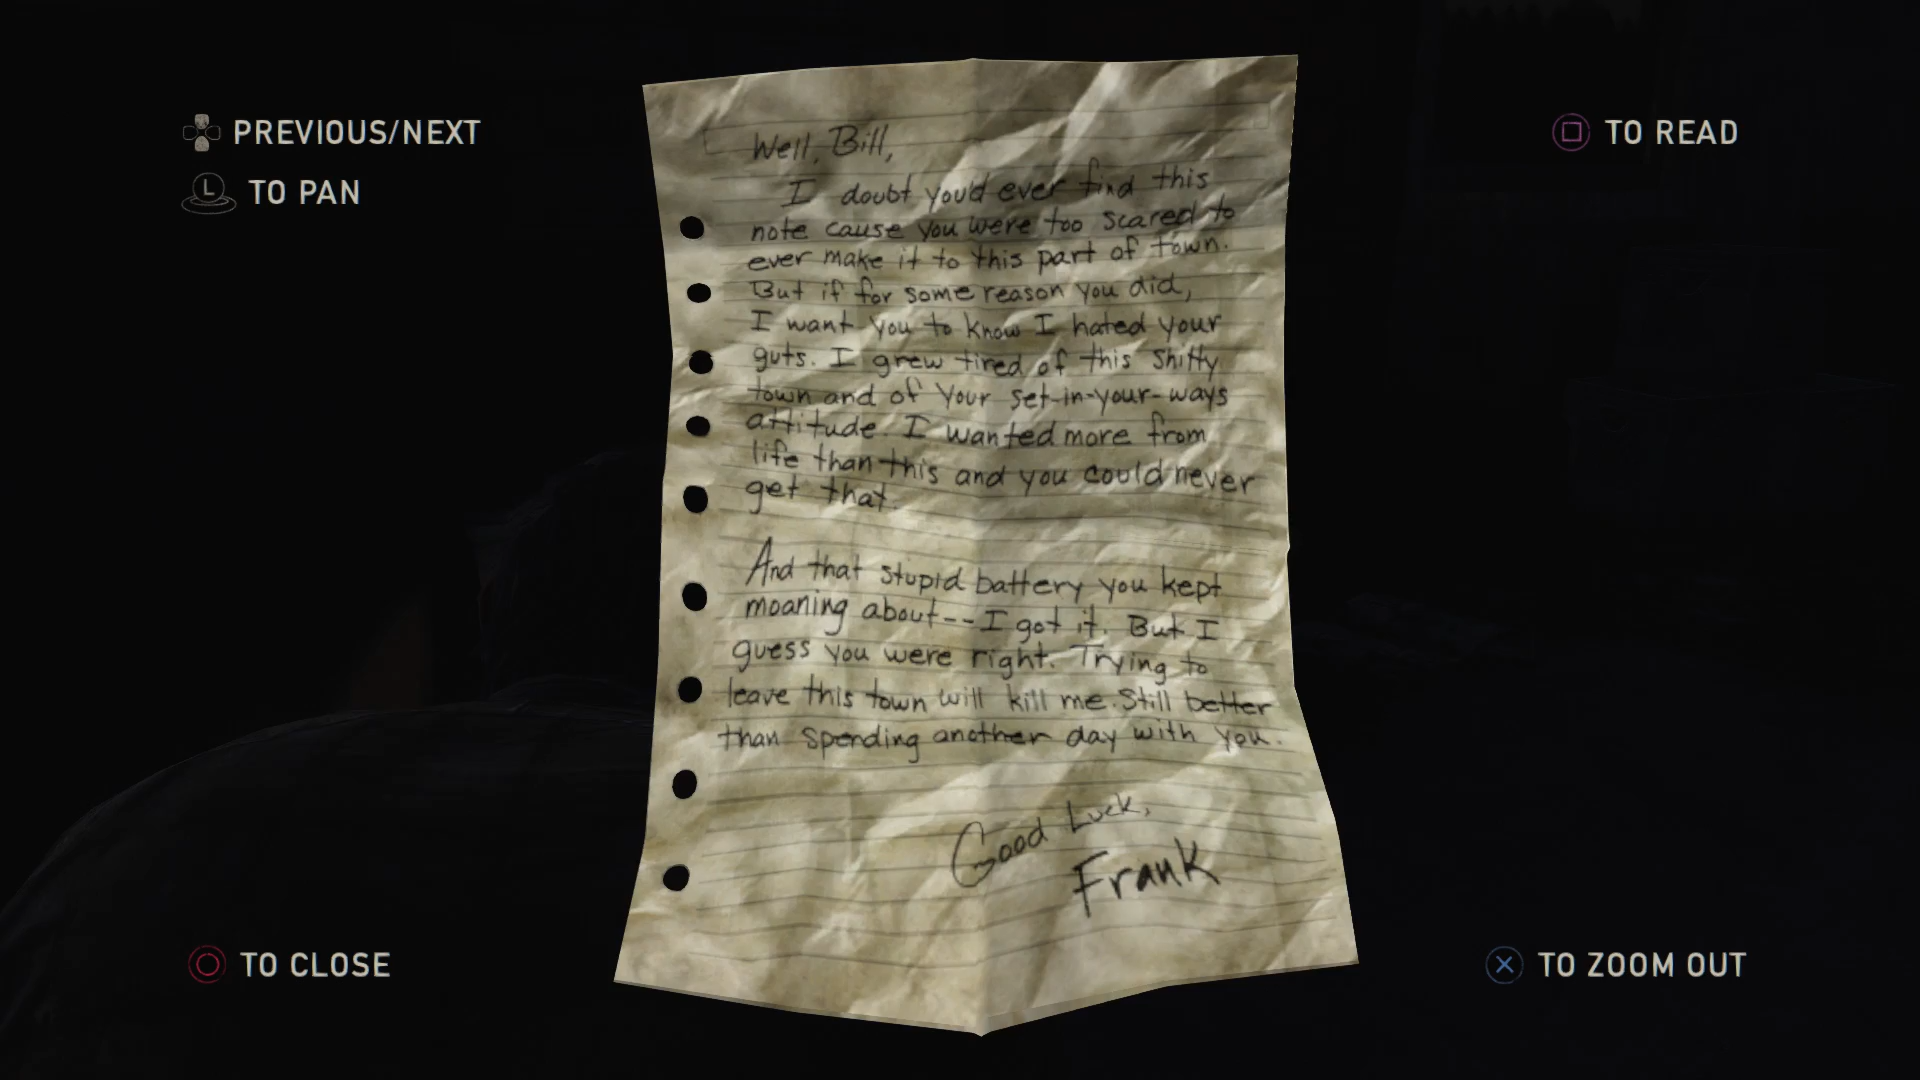 PREVIOUS/NEXT
L TO PAN
TO READ
Well, Bill,
I doubt you'd ever find this
note cause you were too scared to
ever make it to this part of town.
But if for some reason you did,
I want you to know I hated your
guts. I grew tired of this shitty
town and of your set-in-your-ways
attitude. I wanted more from
life than this and you could never
get that.
And that stupid battery you kept
moaning about -- I got it. But I
guess you were right. Trying to
leave this town will kill me. Still better
than spending another day with you.
Good Luck,
Frank
TO CLOSE
TO ZOOM OUT